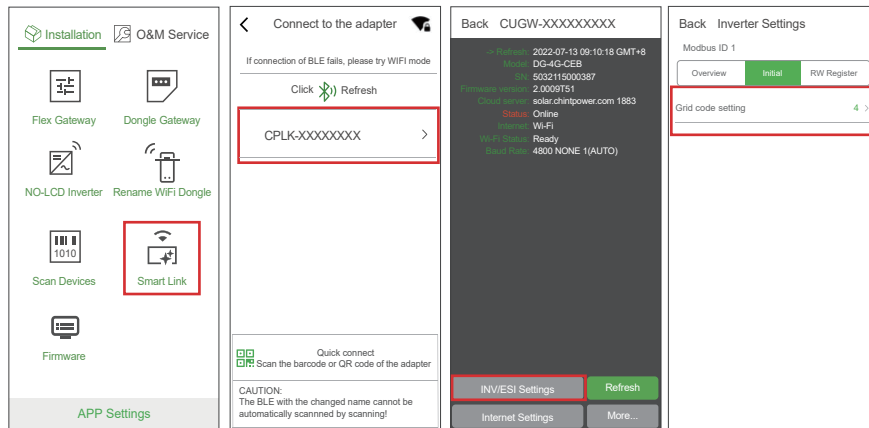 Installation O&M Service
Flex Gateway Dongle Gateway
NO-LCD Inverter Rename WiFi Dongle
1010
Scan Devices Smart Link
Firmware
APP Settings
Connect to the adapter
If connection of BLE fails, please try WIFI mode
Click Refresh
CPLK-XXXXXXXX >
Quick connect
Scan the barcode or QR code of the adapter
CAUTION:
The BLE with the changed name cannot be
automatically scannned by scanning!
Back CUGW-XXXXXXXXX
-> Refresh: 2022-07-13 09:10:18 GMT+8
Model: DG-4G-CEB
SN: 5032115000387
Firmware version: 2.0009T51
Cloud server: solar.chintpower.com 1883
Status: Online
Internet: Wi-Fi
Wi-Fi Status: Ready
Baud Rate: 4800 NONE 1(AUTO)
INV/ESI Settings Refresh
Internet Settings More...
Back Inverter Settings
Modbus ID 1
Overview Initial RW Register
Grid code setting 4 >